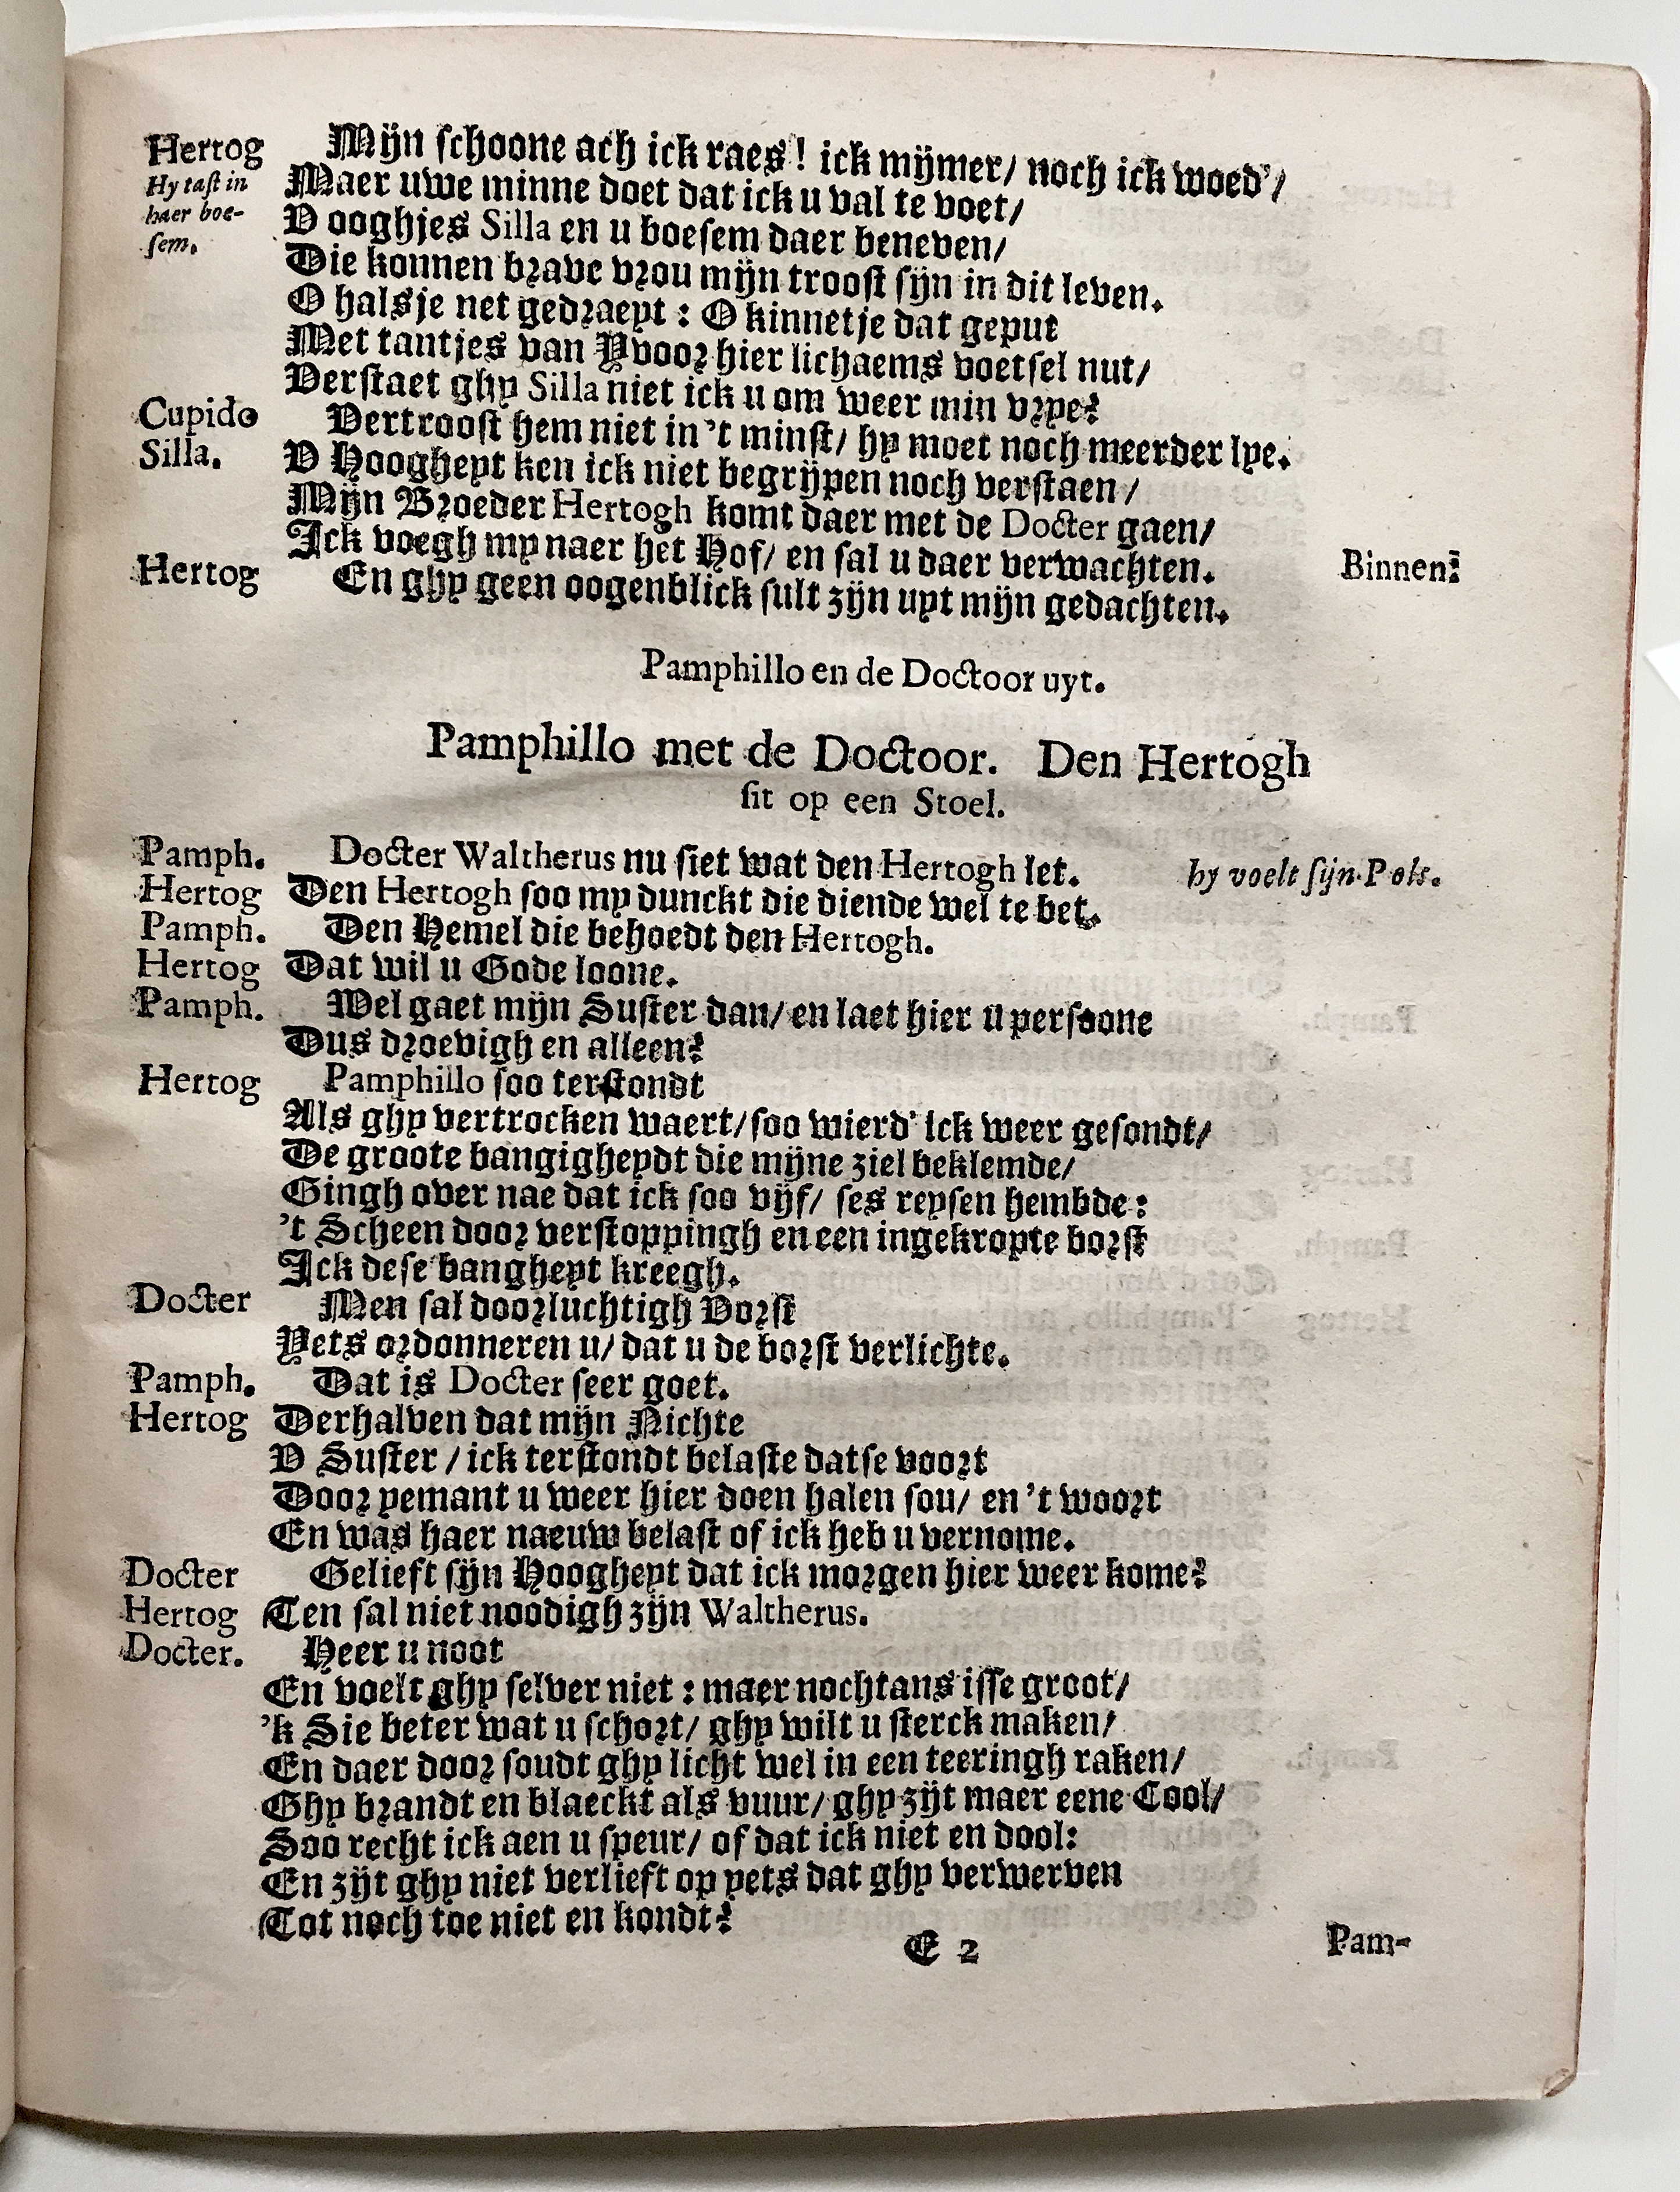 Hertog Mijn schoone ach ick raes! ick mijmer/ noch ick woed'/
Hy tast in Maer uwe minne doet dat ick u val te voet/
haer boe- V ooghjes Silla en u boesem daer beneven/
sem. Die konnen brave vrou mijn troost sijn in dit leven.
O halsje net gedraeyt : O kinnetje dat geput
Met tantjes van Yvoor hier lichaems voetsel nut/
Verstaet ghy Silla niet ick u om weer min vrye?
Cupido Vertroost hem niet in 't minst/ hy moet noch meerder lye.
Silla. V Hoogheyt ken ick niet begrijpen noch verstaen/
Mijn Broeder Hertogh komt daer met de Docter gaen/
Ick voegh my naer het Hof/ en sal u daer verwachten. Binnen:
Hertog En ghy geen oogenblick sult zijn uyt mijn gedachten.
Pamphillo en de Doctoor uyt.
Pamphillo met de Doctoor. Den Hertogh
sit op een Stoel.
Pamph. Docter Waltherus nu siet wat den Hertogh let. hy voelt sijn Pols.
Hertog Den Hertogh soo my dunckt die diende wel te bet.
Pamph. Den Hemel die behoedt den Hertogh.
Hertog Dat wil u Gode loone.
Pamph. Wel gaet mijn Suster dan/ en laet hier u persoone
Dus droevigh en alleen?
Hertog Pamphillo soo terstondt
Als ghy vertrocken waert/ soo wierd' ick weer gesondt/
De groote bangigheydt die mijne ziel beklemde/
Gingh over nae dat ick soo vijf/ ses reysen hembde:
't Scheen door verstoppingh en een ingekropte borst
Ick dese bangheyt kreegh.
Docter Men sal doorluchtigh Vorst
Yets ordonneren u/ dat u de borst verlichte.
Pamph. Dat is Docter seer goet.
Hertog Derhalven dat mijn Nichte
V Suster / ick terstondt belaste datse voort
Door yemant u weer hier doen halen sou/ en 't woort
En was haer naeuw belast of ick heb u vernome.
Docter Gelieft sijn Hoogheyt dat ick morgen hier weer kome?
Hertog Ten sal niet noodigh zijn Waltherus.
Docter. Heer u noot
En voelt ghy selver niet : maer nochtans isse groot/
'k Sie beter wat u schort/ ghy wilt u sterck maken/
En daer door soudt ghy licht wel in een teeringh raken/
Ghy brandt en blaeckt als vuur/ ghy zijt maer eene Cool/
Soo recht ick aen u speur/ of dat ick niet en dool:
En zijt ghy niet verlieft op yets dat ghy verwerven
Tot noch toe niet en kondt?
E 2 Pam-